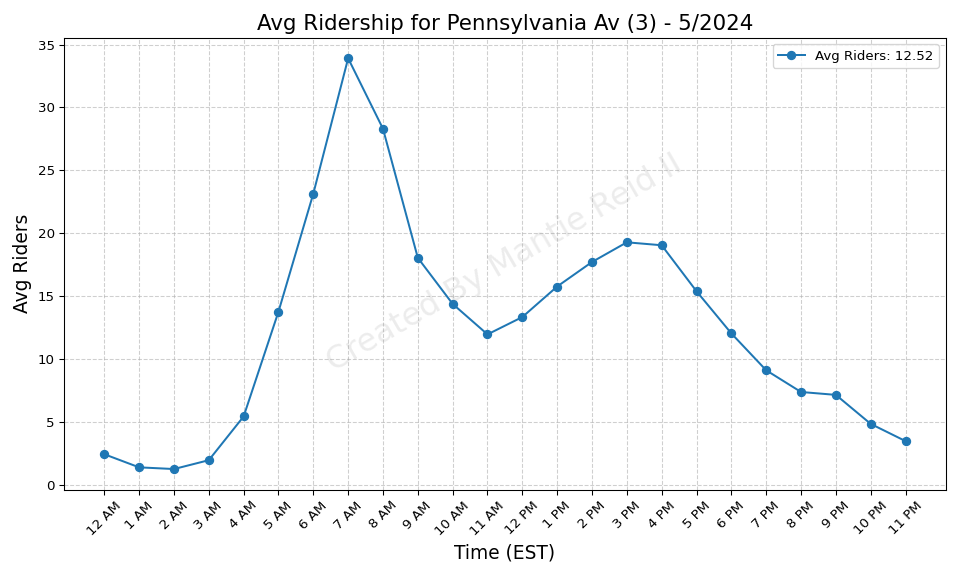 Avg Ridership for Pennsylvania Av (3) - 5/2024
Avg Riders: 12.52
35
30
25
20
15
10
5
0
Avg Riders
Created By Mantie Reid II
12 AM
1 AM
2 AM
3 AM
4 AM
5 AM
6 AM
7 AM
8 AM
9 AM
10 AM
11 AM
12 PM
1 PM
2 PM
3 PM
4 PM
5 PM
6 PM
7 PM
8 PM
9 PM
10 PM
11 PM
Time (EST)